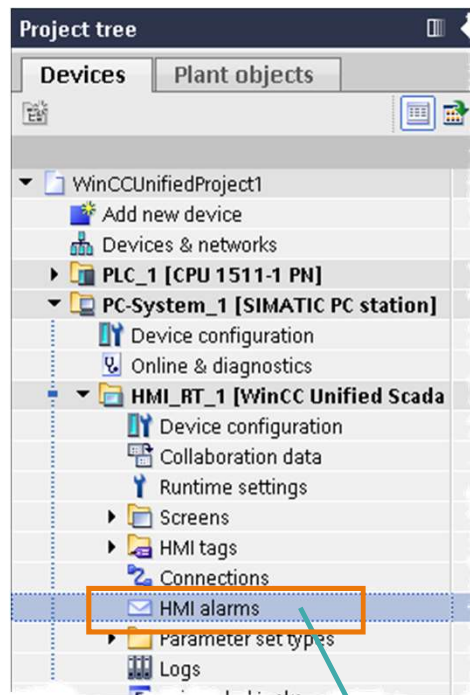 Project tree
Devices
Plant objects
WinCCUnifiedProject1
Add new device
Devices & networks
PLC_1 [CPU 1511-1 PN]
PC-System_1 [SIMATIC PC station]
Device configuration
Online & diagnostics
HMI_RT_1 [WinCC Unified Scada
Device configuration
Collaboration data
Runtime settings
Screens
HMI tags
Connections
HMI alarms
Parameter set types
Logs